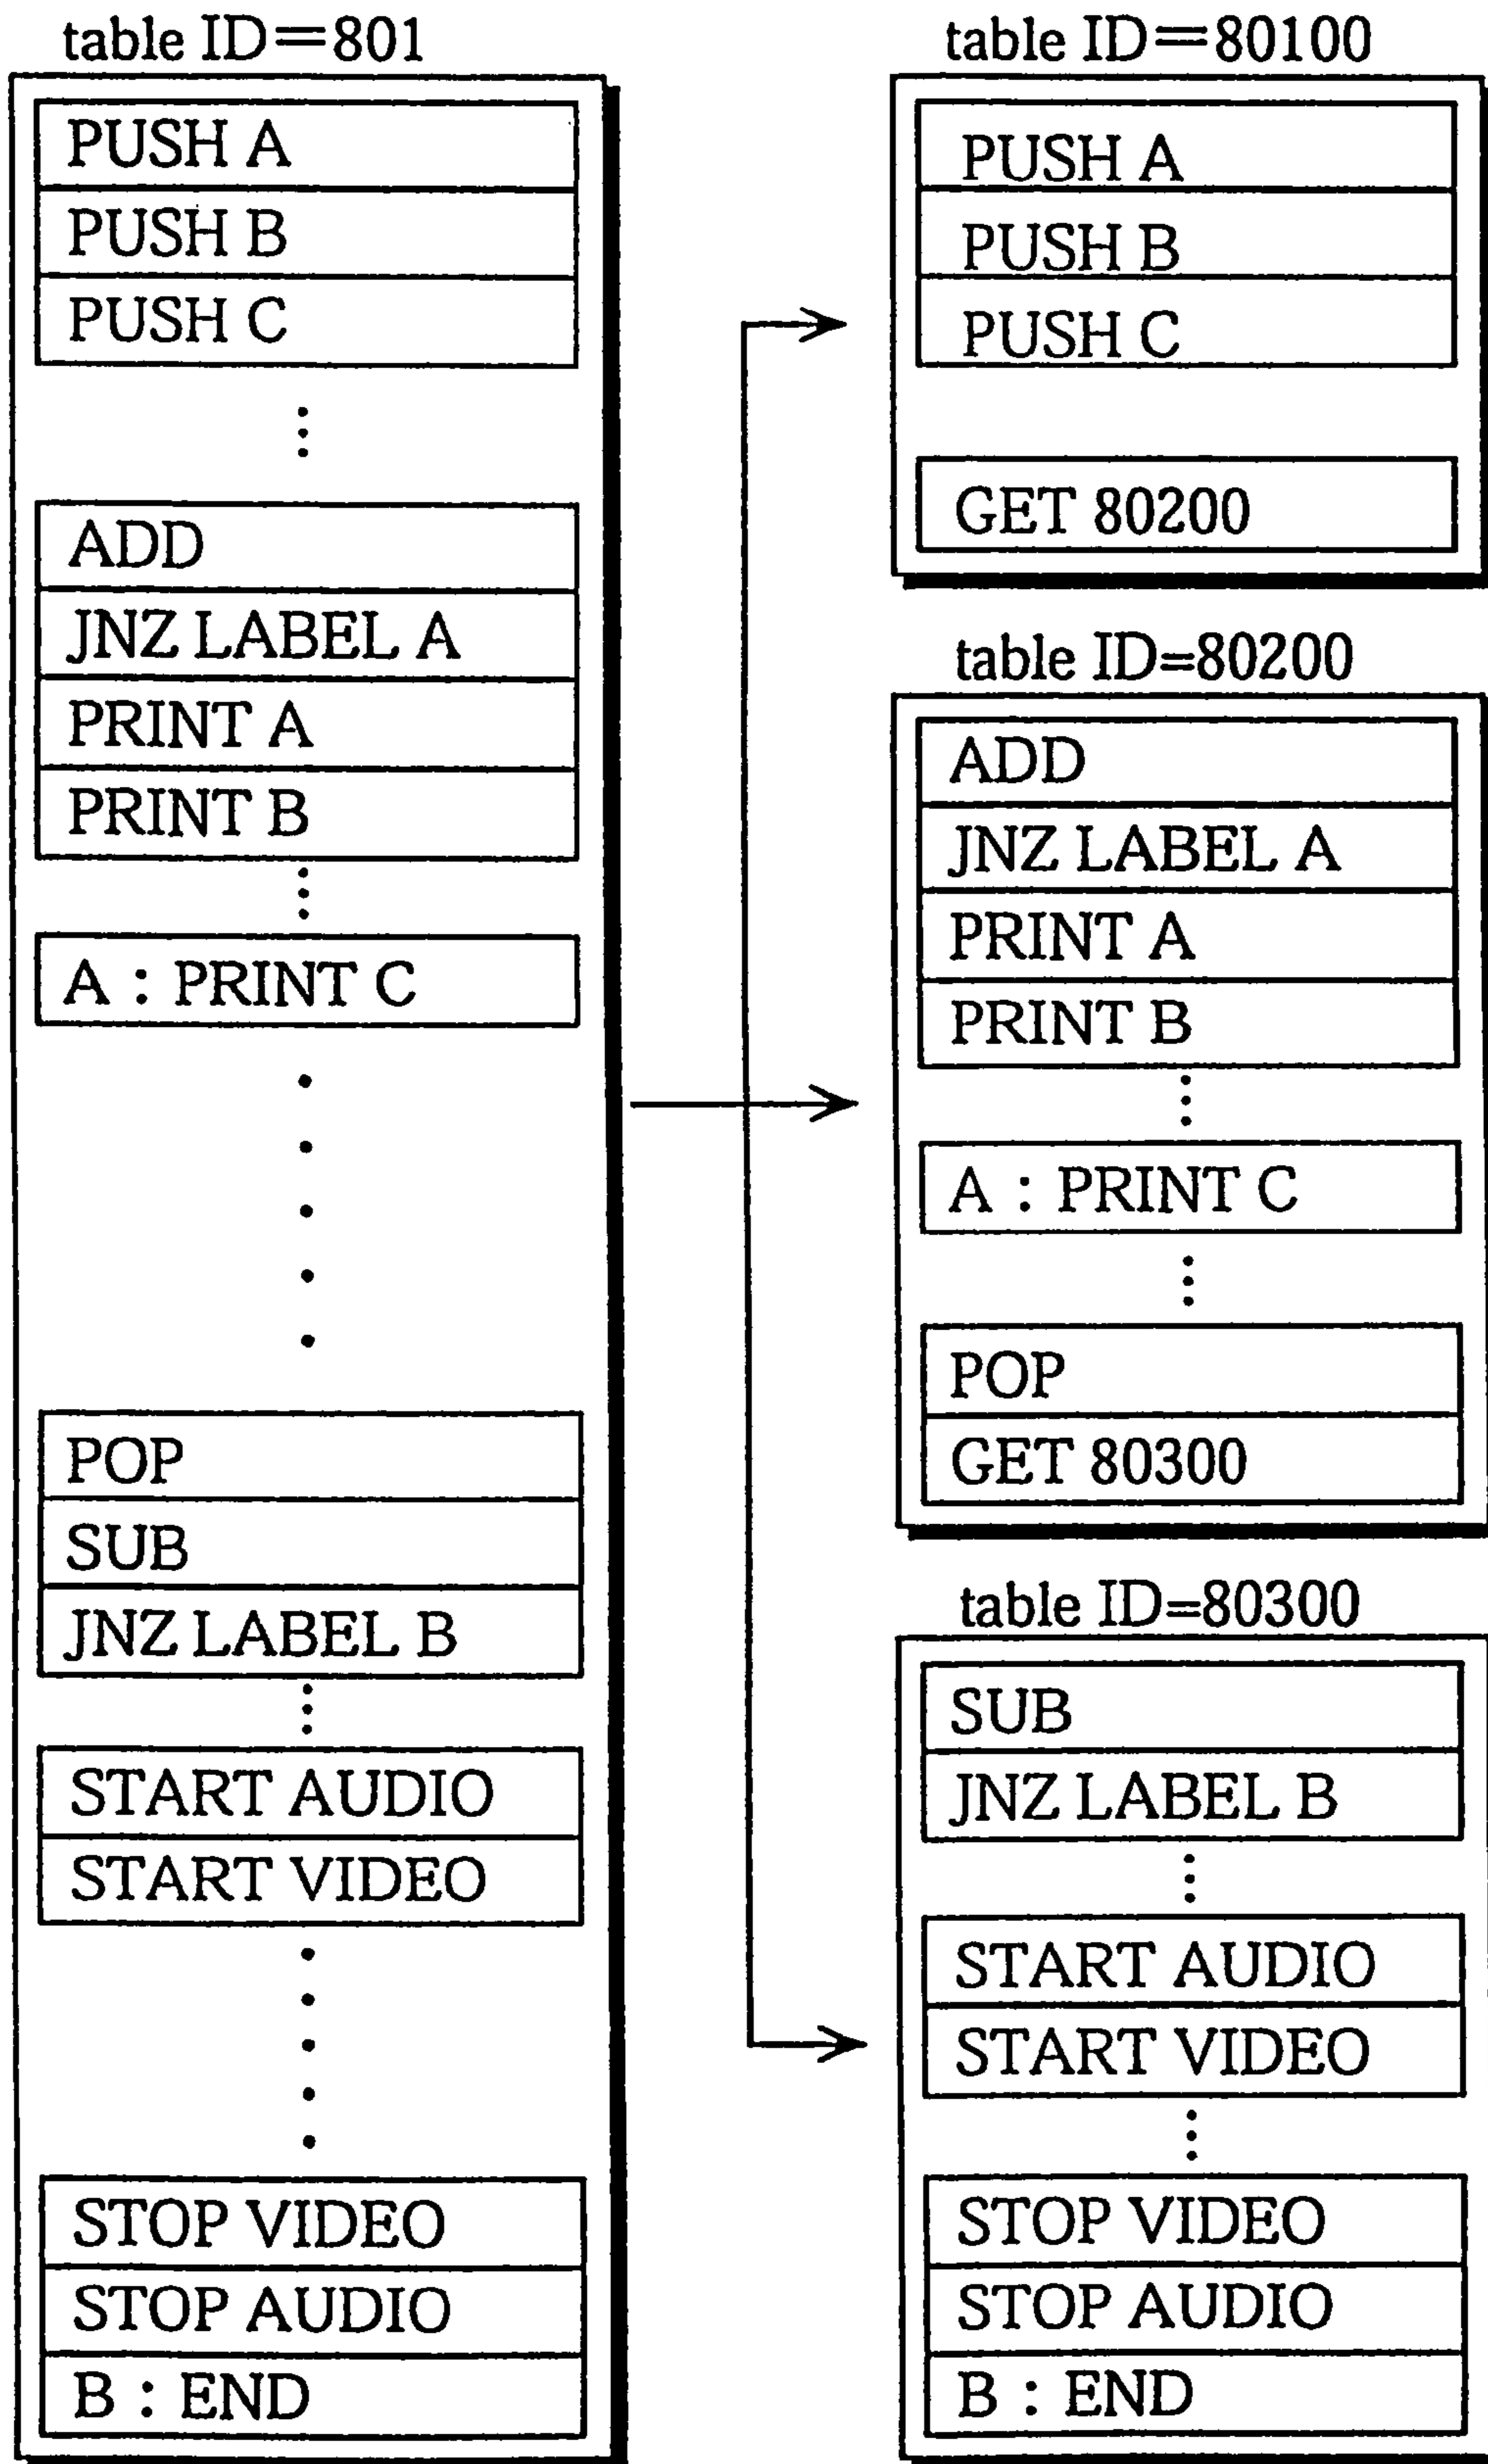 table ID=801
PUSH A
PUSH B
PUSH C
ADD
JNZ LABEL A
PRINT A
PRINT B
A : PRINT C
POP
SUB
JNZ LABEL B
START AUDIO
START VIDEO
STOP VIDEO
STOP AUDIO
B : END
table ID=80100
PUSH A
PUSH B
PUSH C
GET 80200
table ID=80200
ADD
JNZ LABEL A
PRINT A
PRINT B
A : PRINT C
POP
GET 80300
table ID=80300
SUB
JNZ LABEL B
START AUDIO
START VIDEO
STOP VIDEO
STOP AUDIO
B : END